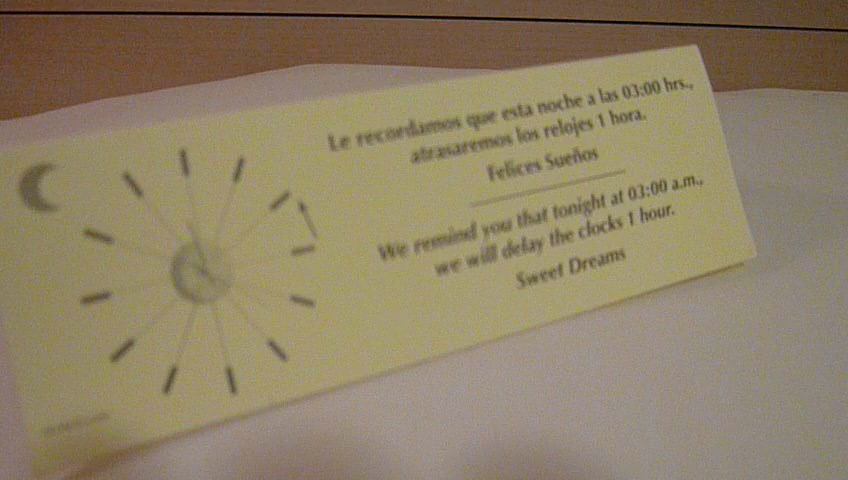 Le recordamos que esta noche a las 03:00 hrs.,
atrasaremos los relojes 1 hora.
Felices Sueños
We remind you that tonight at 03:00 a.m.,
we will delay the clocks 1 hour.
Sweet Dreams